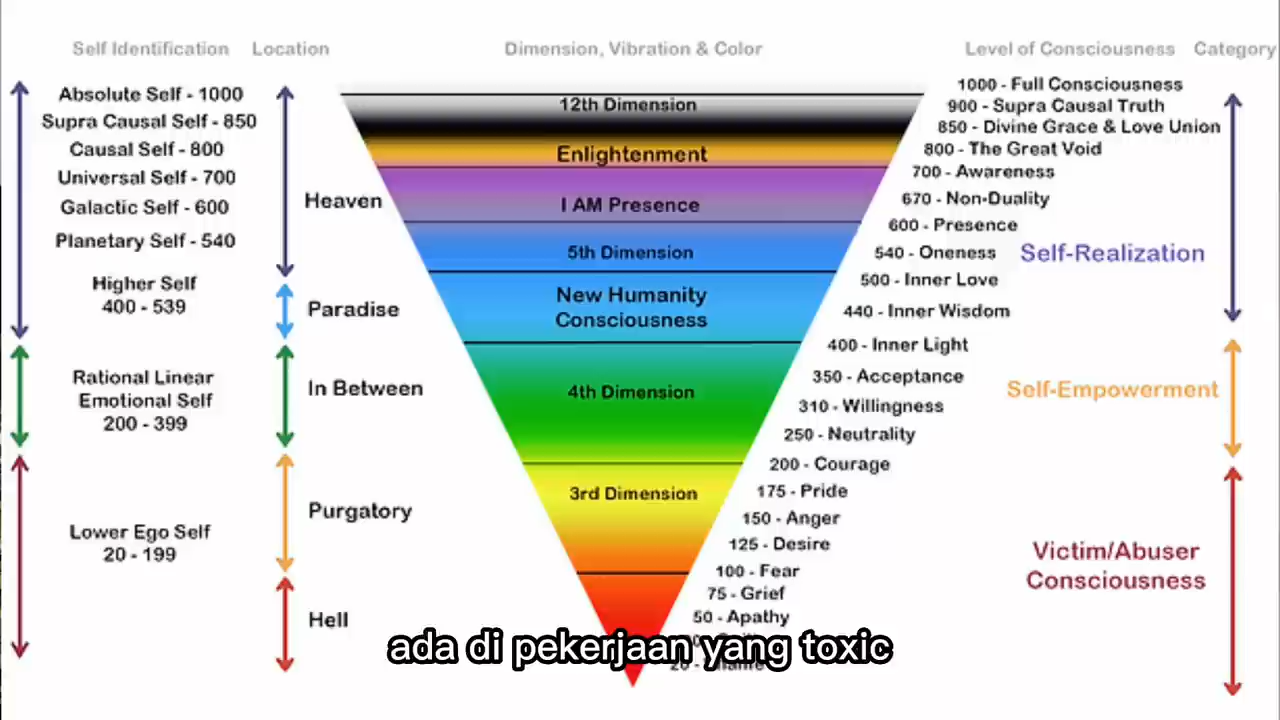 Self Identification
Location
Dimension, Vibration & Color
Level of Consciousness
Category
Absolute Self - 1000
Supra Causal Self - 850
Causal Self - 800
Universal Self - 700
Galactic Self - 600
Planetary Self - 540
Higher Self
400 - 539
Rational Linear
Emotional Self
200 - 399
Lower Ego Self
20 - 199
Heaven
Paradise
In Between
Purgatory
Hell
12th Dimension
Enlightenment
I AM Presence
5th Dimension
New Humanity
Consciousness
4th Dimension
3rd Dimension
1000 - Full Consciousness
900 - Supra Causal Truth
850 - Divine Grace & Love Union
800 - The Great Void
700 - Awareness
670 - Non-Duality
600 - Presence
540 - Oneness
500 - Inner Love
440 - Inner Wisdom
400 - Inner Light
350 - Acceptance
310 - Willingness
250 - Neutrality
200 - Courage
175 - Pride
150 - Anger
125 - Desire
100 - Fear
75 - Grief
50 - Apathy
20 -
Self-Realization
Self-Empowerment
Victim/Abuser
Consciousness
ada di pekerjaan yang toxic